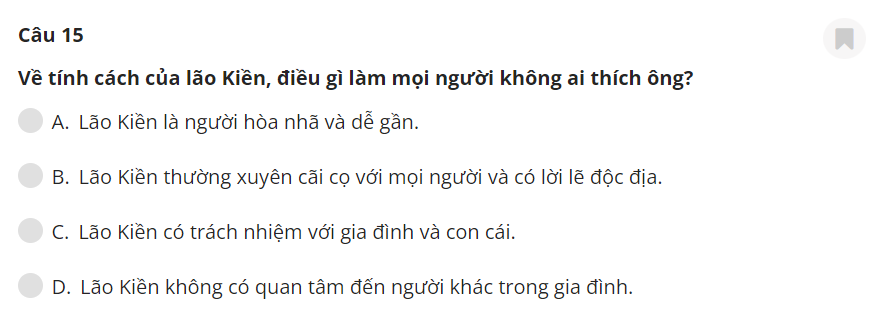 Câu 15
Về tính cách của lão Kiền, điều gì làm mọi người không ai thích ông?
A. Lão Kiền là người hòa nhã và dễ gần.
B. Lão Kiền thường xuyên cãi cọ với mọi người và có lời lẽ độc địa.
C. Lão Kiền có trách nhiệm với gia đình và con cái.
D. Lão Kiền không có quan tâm đến người khác trong gia đình.